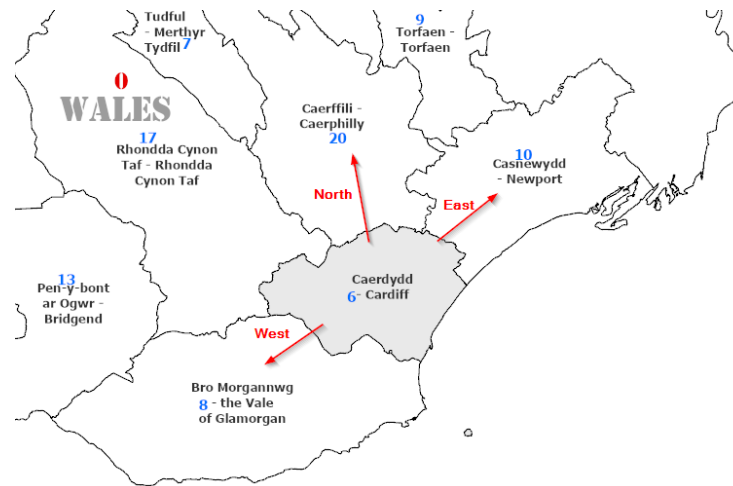 Tudful
- Merthyr
Tydfil 7
9
Torfaen -
Torfaen
0
WALES
Caerffili -
Caerphilly
20
17
Rhondda Cynon
Taf - Rhondda
Cynon Taf
10
Casnewydd
- Newport
North
East
13
Pen-y-bont
ar Ogwr -
Bridgend
Caerdydd
6 - Cardiff
West
Bro Morgannwg
8 - the Vale
of Glamorgan